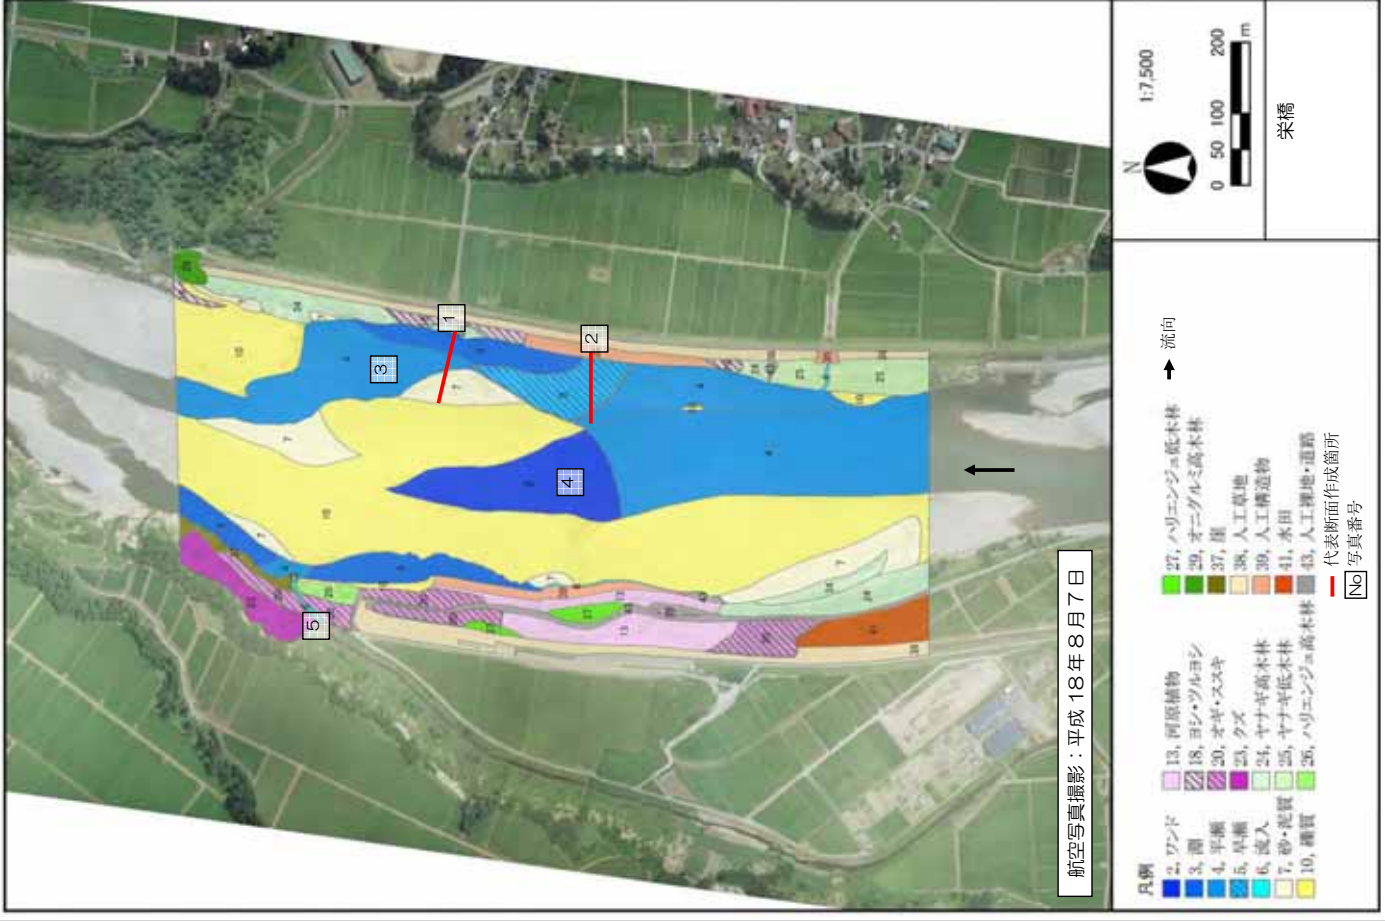 航空写真撮影：平成18年8月7日
1
2
3
4
5
凡例
2, ワンド
3, 淵
4, 平瀬
5, 早瀬
6, 流入
7, 砂・泥質
10, 礫質
13, 河原植物
18, ヨシ・ツルヨシ
20, オギ・ススキ
23, クズ
24, ヤナギ高木林
25, ヤナギ低木林
26, ハリエンジュ高木林
27, ハリエンジュ低木林
29, オニグルミ高木林
37, 崖
38, 人工草地
39, 人工構造物
41, 水田
43, 人工裸地・道路
代表断面作成箇所
No 写真番号
流向
N
1:7,500
0 50 100 200
m
栄橋